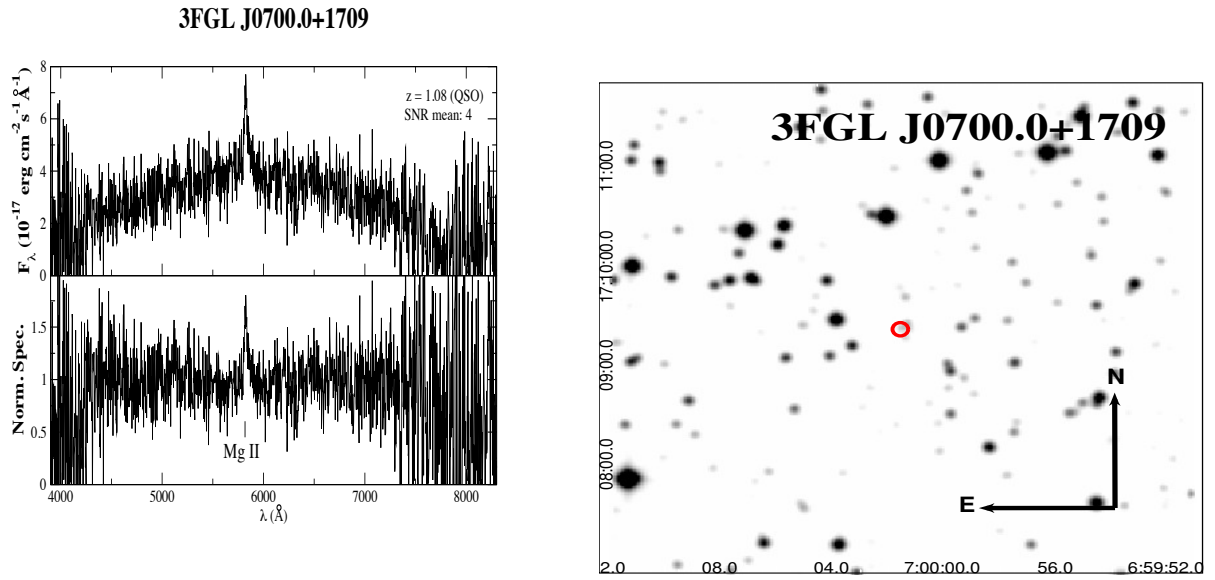 3FGL J0700.0+1709
F_λ (10^-17 erg cm^-2 s^-1 Å^-1)
8
6
4
2
0
z = 1.08 (QSO)
SNR mean: 4
Norm. Spec.
1.5
1
0.5
0
Mg II
4000 5000 6000 7000 8000
λ (Å)
3FGL J0700.0+1709
11:00.0
17:10:00.0
09:00.0
08:00.0
N
E
2.0 08.0 04.0 7:00:00.0 56.0 6:59:52.0